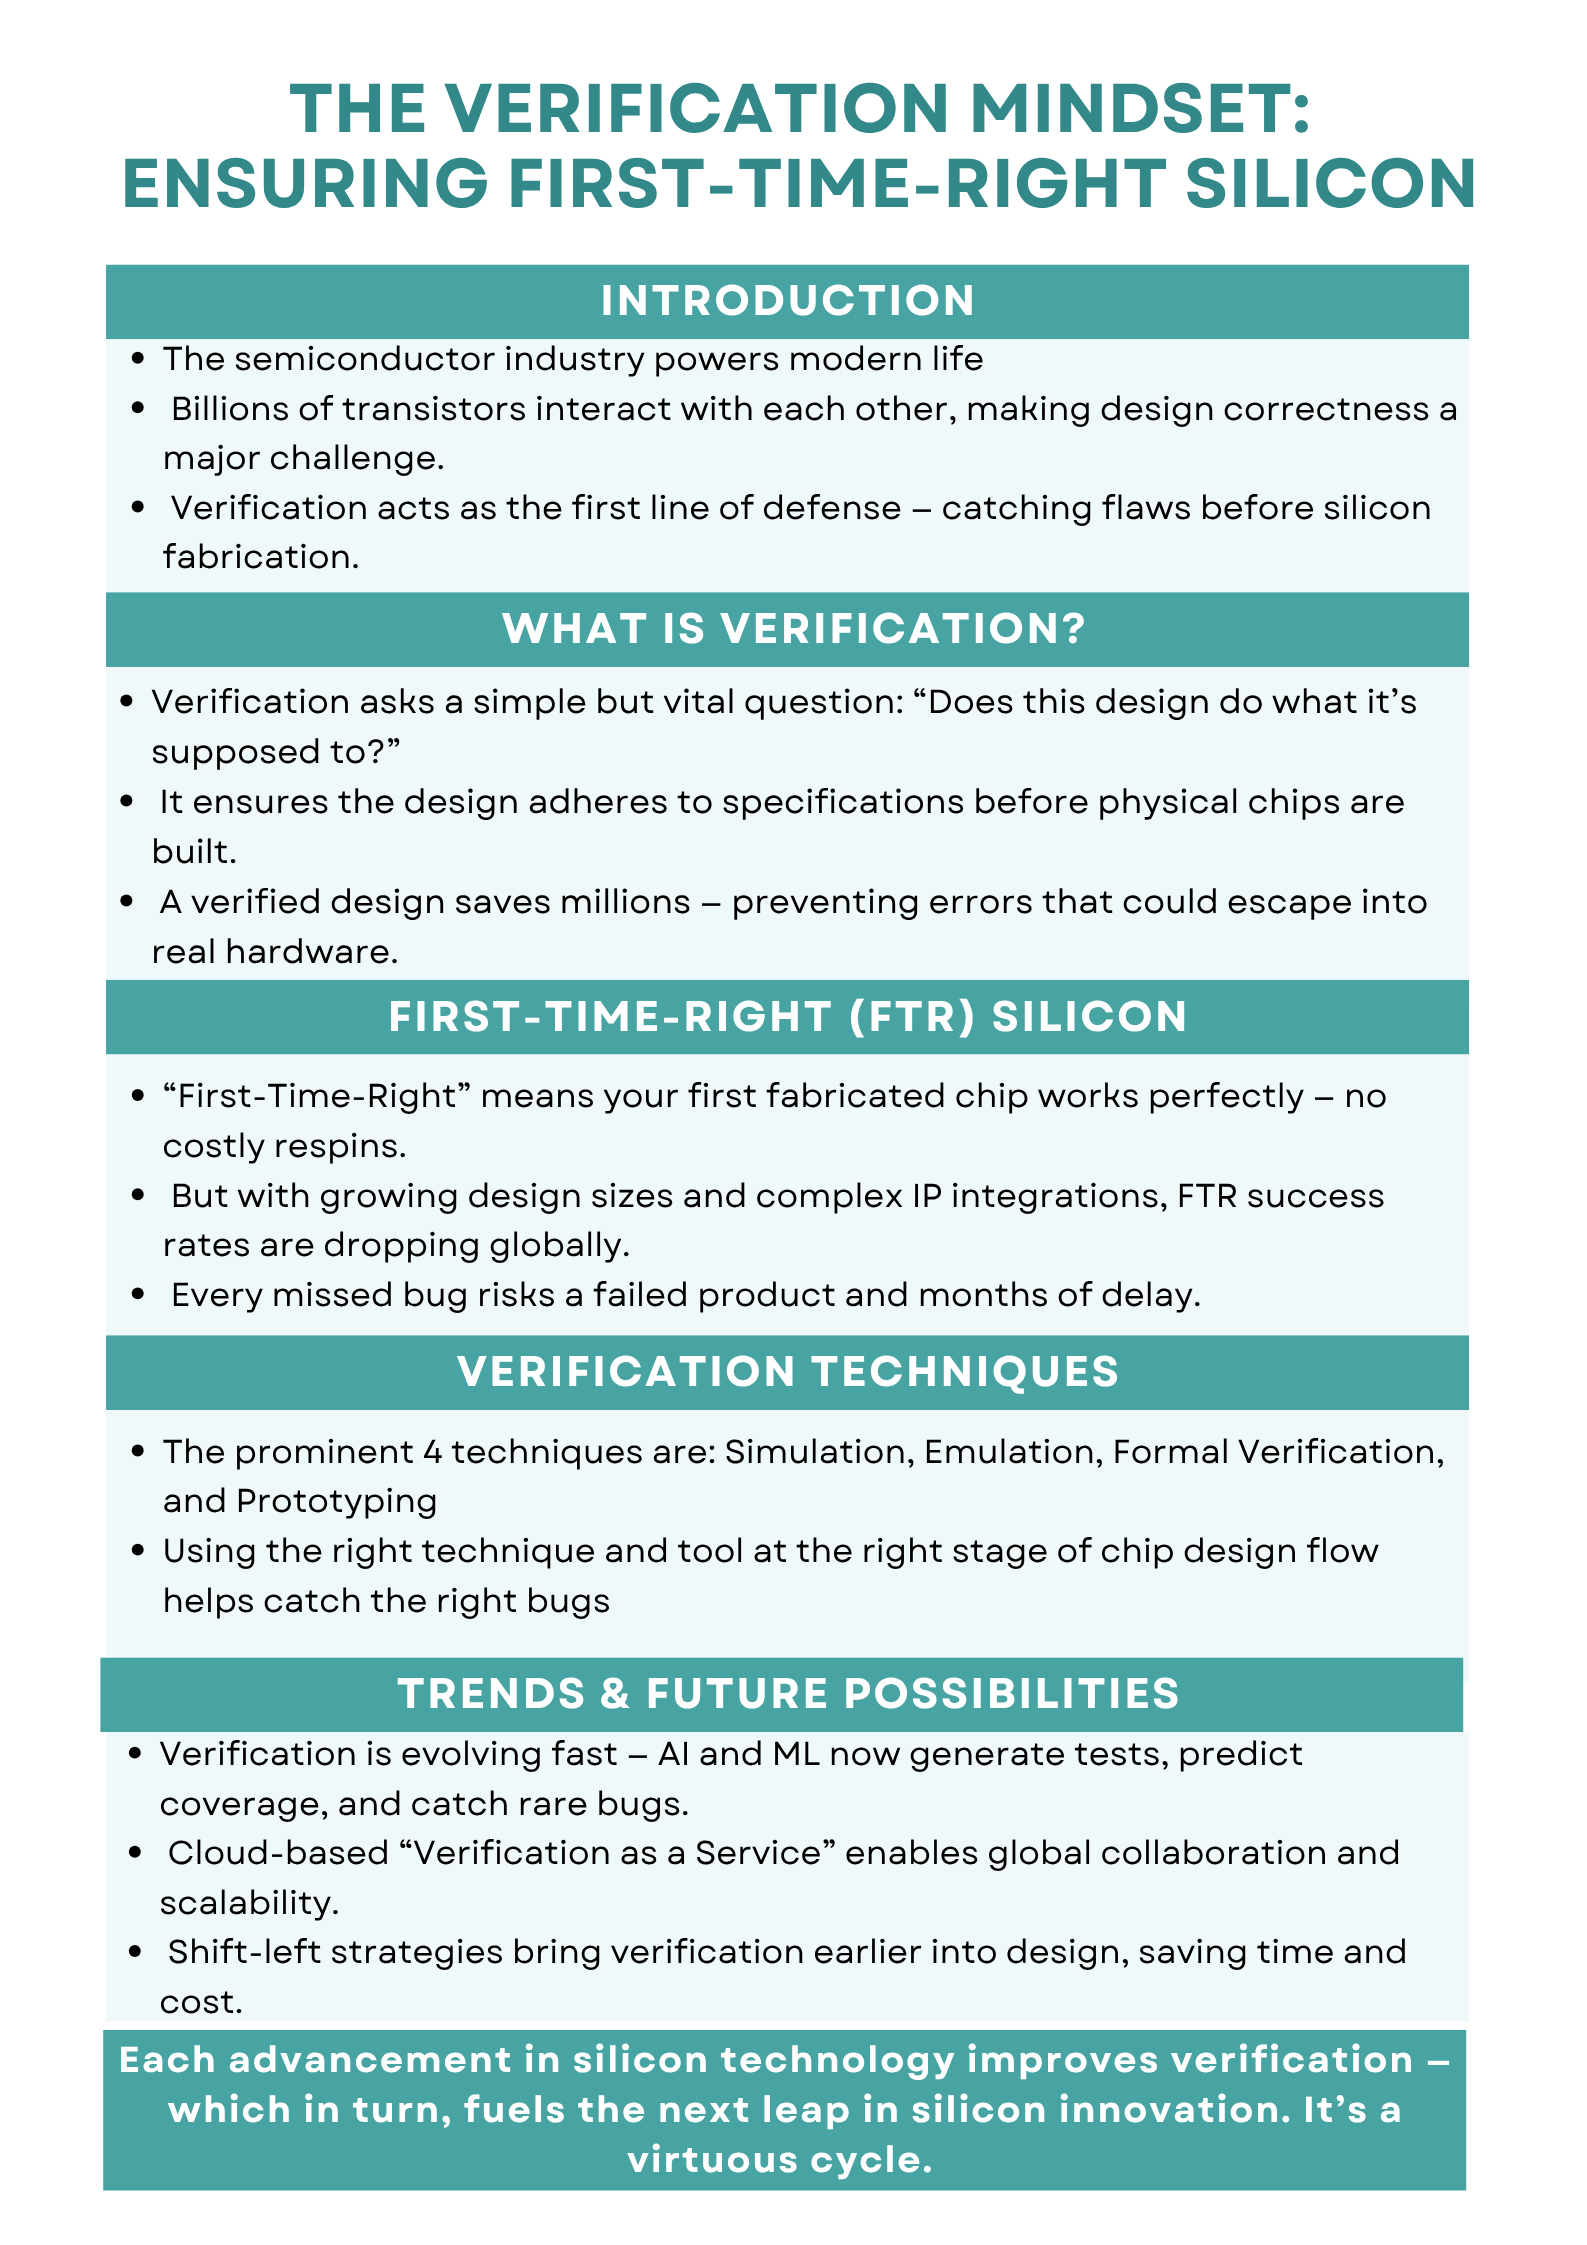 THE VERIFICATION MINDSET:
ENSURING FIRST-TIME-RIGHT SILICON
INTRODUCTION
• The semiconductor industry powers modern life
• Billions of transistors interact with each other, making design correctness a
major challenge.
• Verification acts as the first line of defense – catching flaws before silicon
fabrication.
WHAT IS VERIFICATION?
• Verification asks a simple but vital question: “Does this design do what it’s
supposed to?”
• It ensures the design adheres to specifications before physical chips are
built.
• A verified design saves millions – preventing errors that could escape into
real hardware.
FIRST-TIME-RIGHT (FTR) SILICON
• “First-Time-Right” means your first fabricated chip works perfectly – no
costly respins.
• But with growing design sizes and complex IP integrations, FTR success
rates are dropping globally.
• Every missed bug risks a failed product and months of delay.
VERIFICATION TECHNIQUES
• The prominent 4 techniques are: Simulation, Emulation, Formal Verification,
and Prototyping
• Using the right technique and tool at the right stage of chip design flow
helps catch the right bugs
TRENDS & FUTURE POSSIBILITIES
• Verification is evolving fast – AI and ML now generate tests, predict
coverage, and catch rare bugs.
• Cloud-based “Verification as a Service” enables global collaboration and
scalability.
• Shift-left strategies bring verification earlier into design, saving time and
cost.
Each advancement in silicon technology improves verification –
which in turn, fuels the next leap in silicon innovation. It’s a
virtuous cycle.